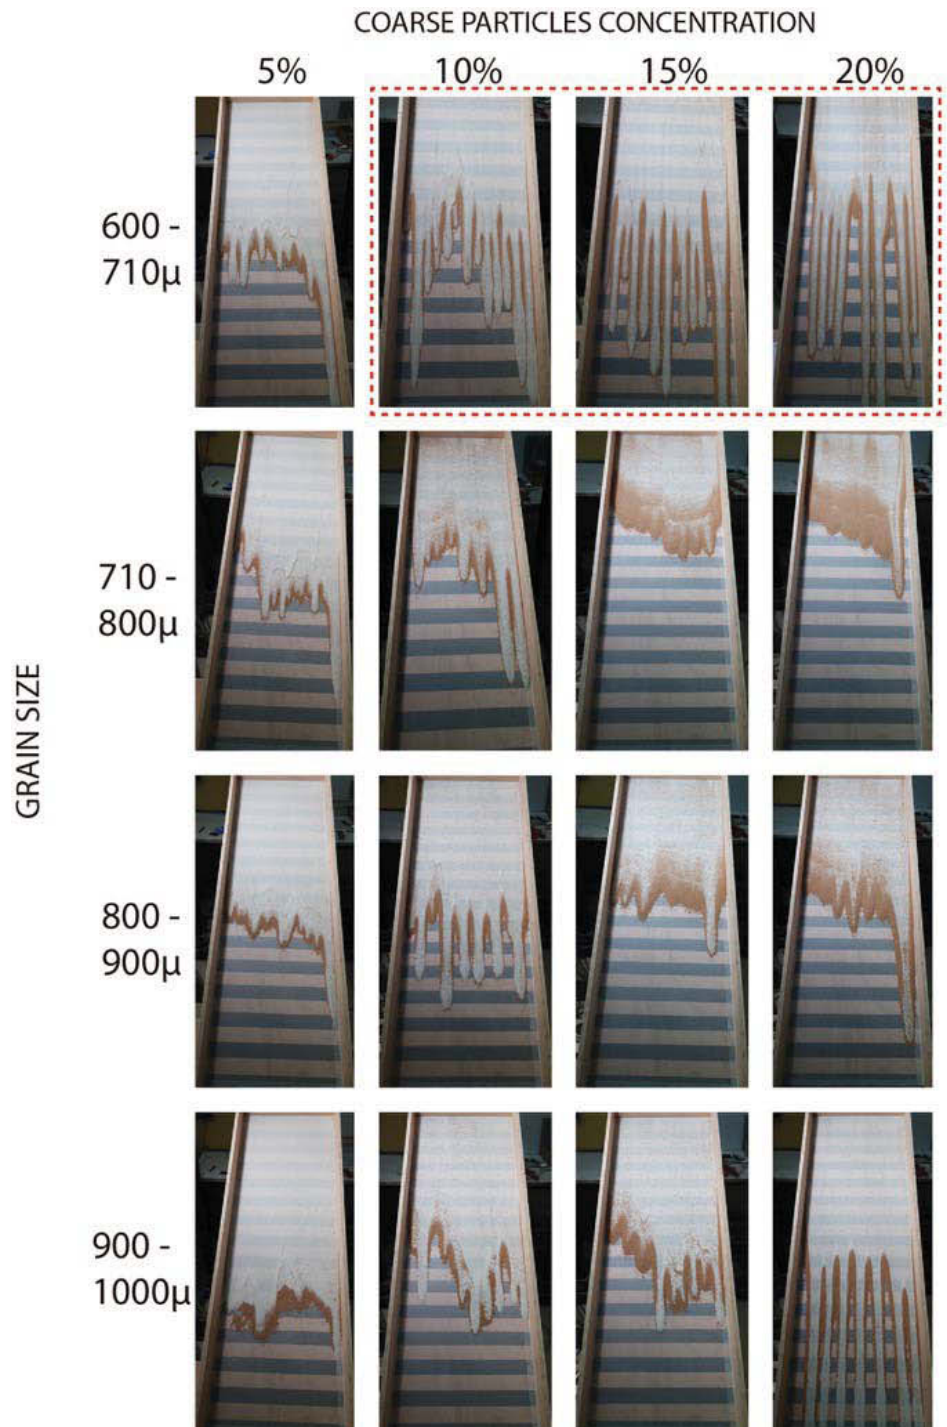 COARSE PARTICLES CONCENTRATION
5% 10% 15% 20%
600 -
710µ
710 -
800µ
800 -
900µ
900 -
1000µ
GRAIN SIZE